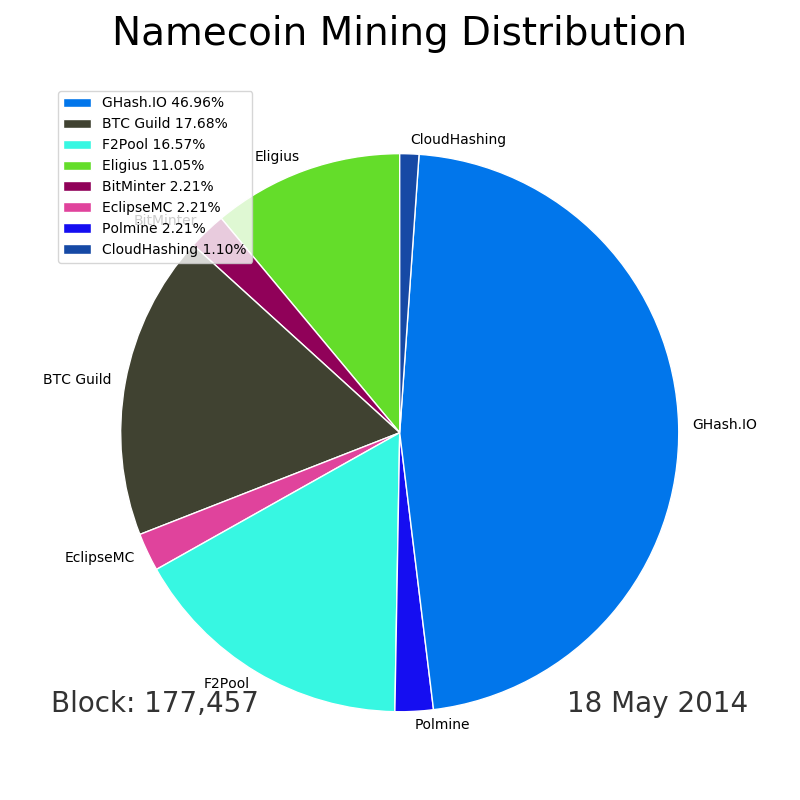 Namecoin Mining Distribution
GHash.IO 46.96%
BTC Guild 17.68%
F2Pool 16.57%
Eligius 11.05%
BitMinter 2.21%
EclipseMC 2.21%
Polmine 2.21%
CloudHashing 1.10%
CloudHashing
Eligius
BitMinter
BTC Guild
GHash.IO
EclipseMC
F2Pool
Polmine
Block: 177,457
18 May 2014